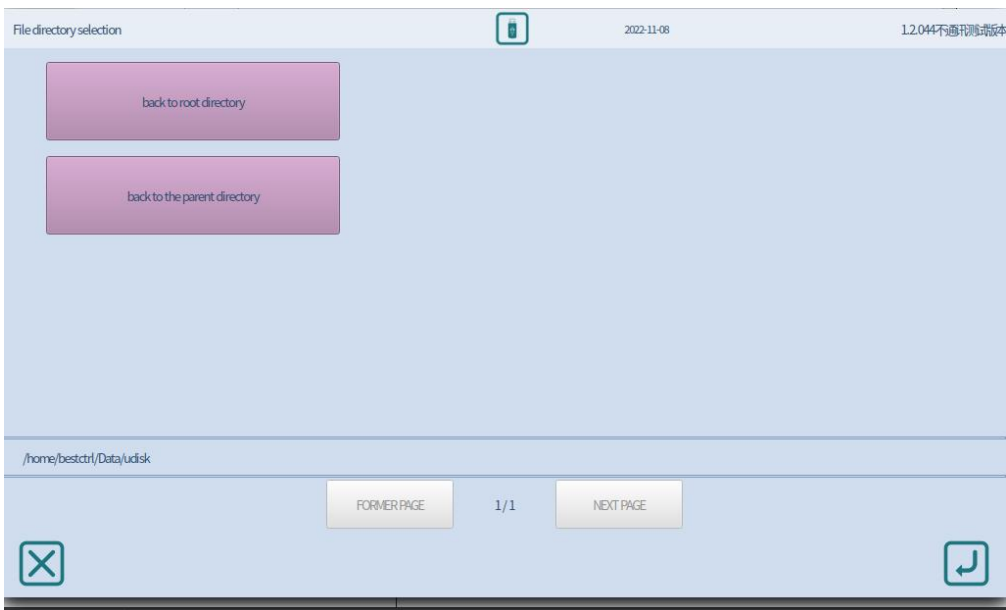 File directory selection
2022-11-08
1.2.044不通讯测试版本
back to root directory
back to the parent directory
/home/bestctrl/Data/udisk
FORMER PAGE
1/1
NEXT PAGE